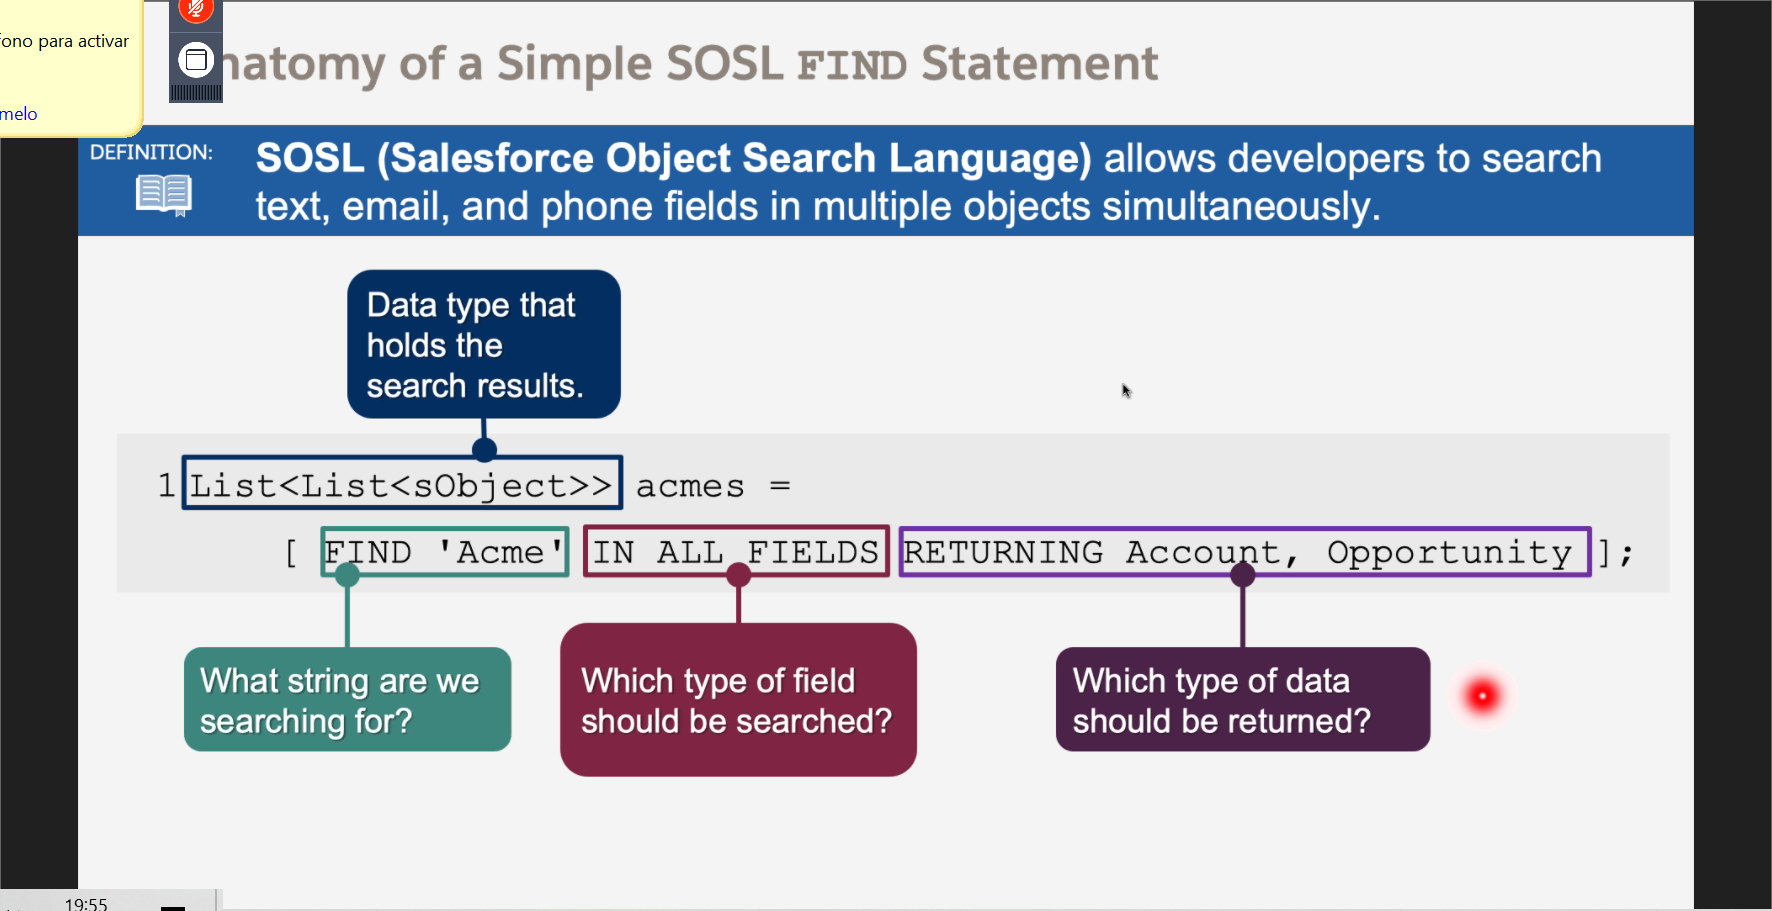 ono para activar
melo
natomy of a Simple SOSL FIND Statement
DEFINITION:
SOSL (Salesforce Object Search Language) allows developers to search
text, email, and phone fields in multiple objects simultaneously.
Data type that
holds the
search results.
1 List<List<sObject>> acmes =
[ FIND 'Acme' IN ALL FIELDS RETURNING Account, Opportunity ];
What string are we
searching for?
Which type of field
should be searched?
Which type of data
should be returned?
19:55